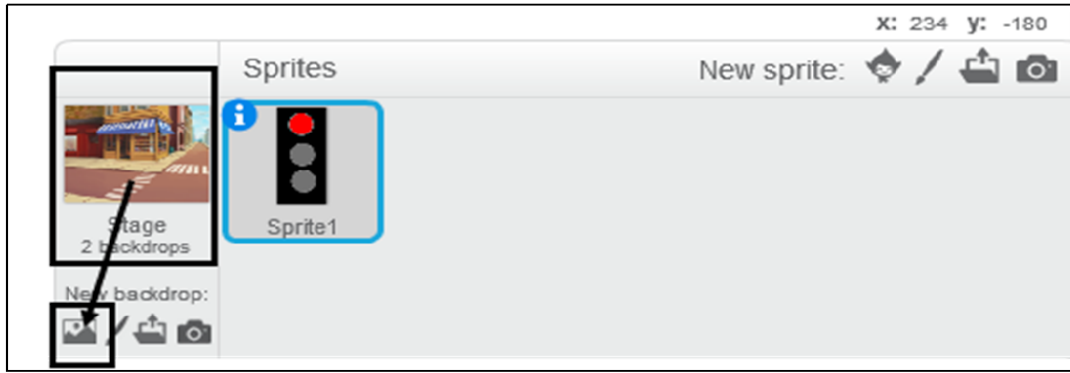 x: 234 y: -180
Sprites
New sprite:
Stage
2 backdrops
Sprite1
New backdrop: